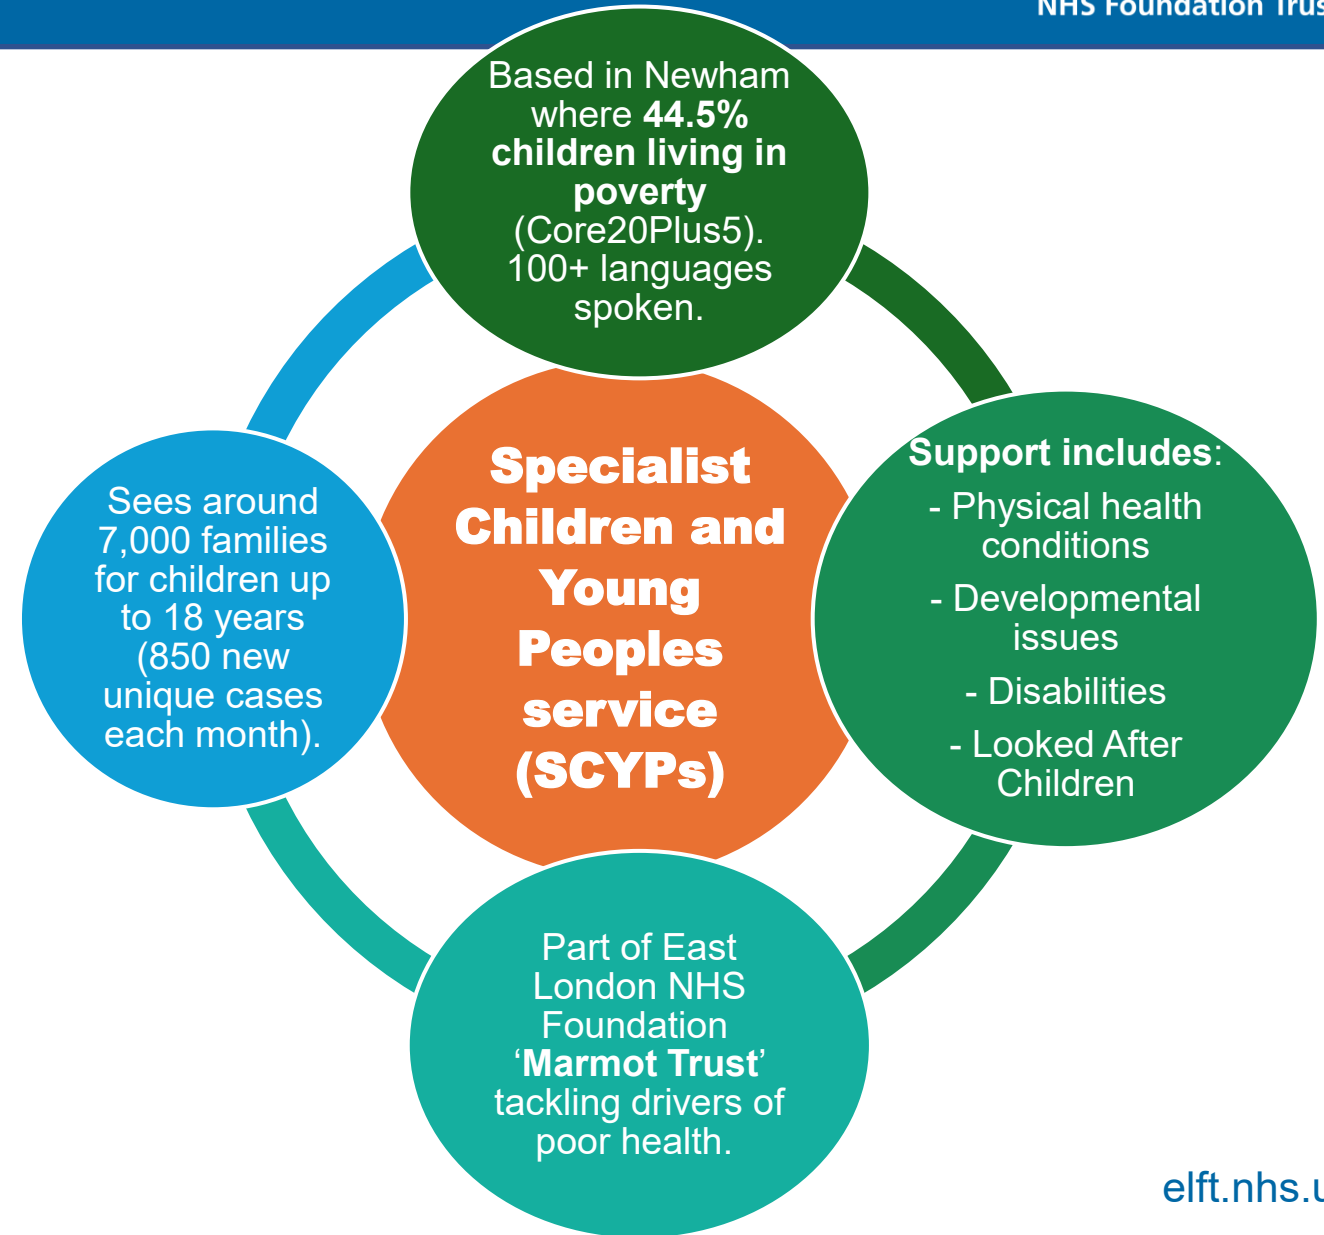 NHS Foundation Trus
Based in Newham
where 44.5%
children living in
poverty
(Core20Plus5).
100+ languages
spoken.
Support includes:
- Physical health
conditions
- Developmental
issues
- Disabilities
- Looked After
Children
Part of East
London NHS
Foundation
‘Marmot Trust’
tackling drivers of
poor health.
Sees around
7,000 families
for children up
to 18 years
(850 new
unique cases
each month).
Specialist
Children and
Young
Peoples
service
(SCYPs)
elft.nhs.u